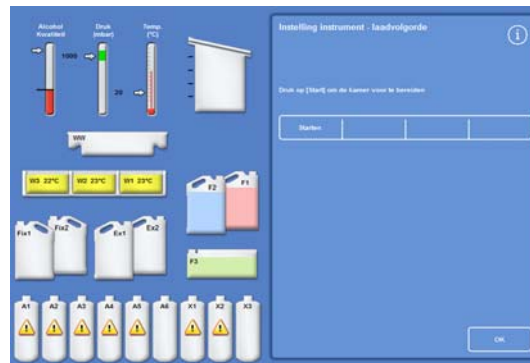 Alcohol Druk Temp.
Kwaliteit (mbar) (°C)
1000
20
WW
W3 22°C W2 23°C W1 23°C
F2 F1
Fix1 Fix2 Ex1 Ex2
F3
A1 A2 A3 A4 A5 A6 X1 X2 X3
Instelling instrument - laadvolgorde
i
Druk op [Start] om de kamer voor te bereiden
Starten
OK